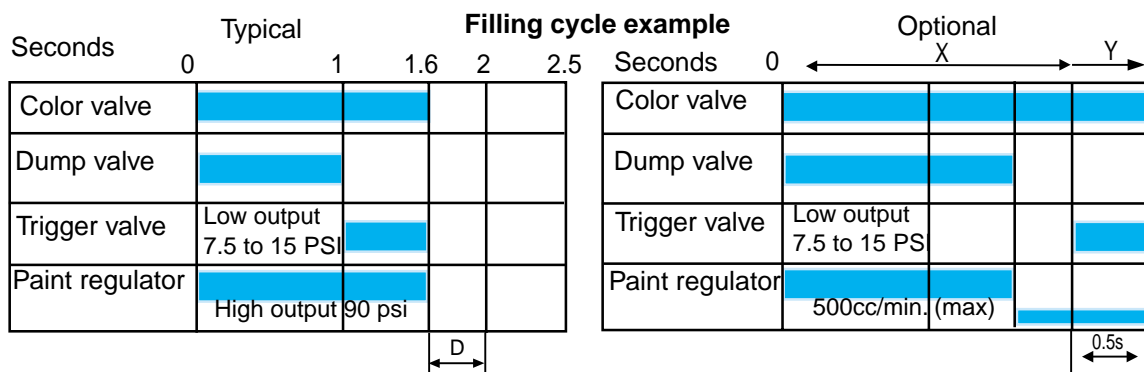 Filling cycle example
Typical
Seconds
0 1 1.6 2 2.5
Color valve
Dump valve
Trigger valve
Low output
7.5 to 15 PSI
Paint regulator
High output 90 psi
D
Optional
Seconds 0 X Y
Color valve
Dump valve
Trigger valve
Low output
7.5 to 15 PSI
Paint regulator
500cc/min. (max)
0.5s